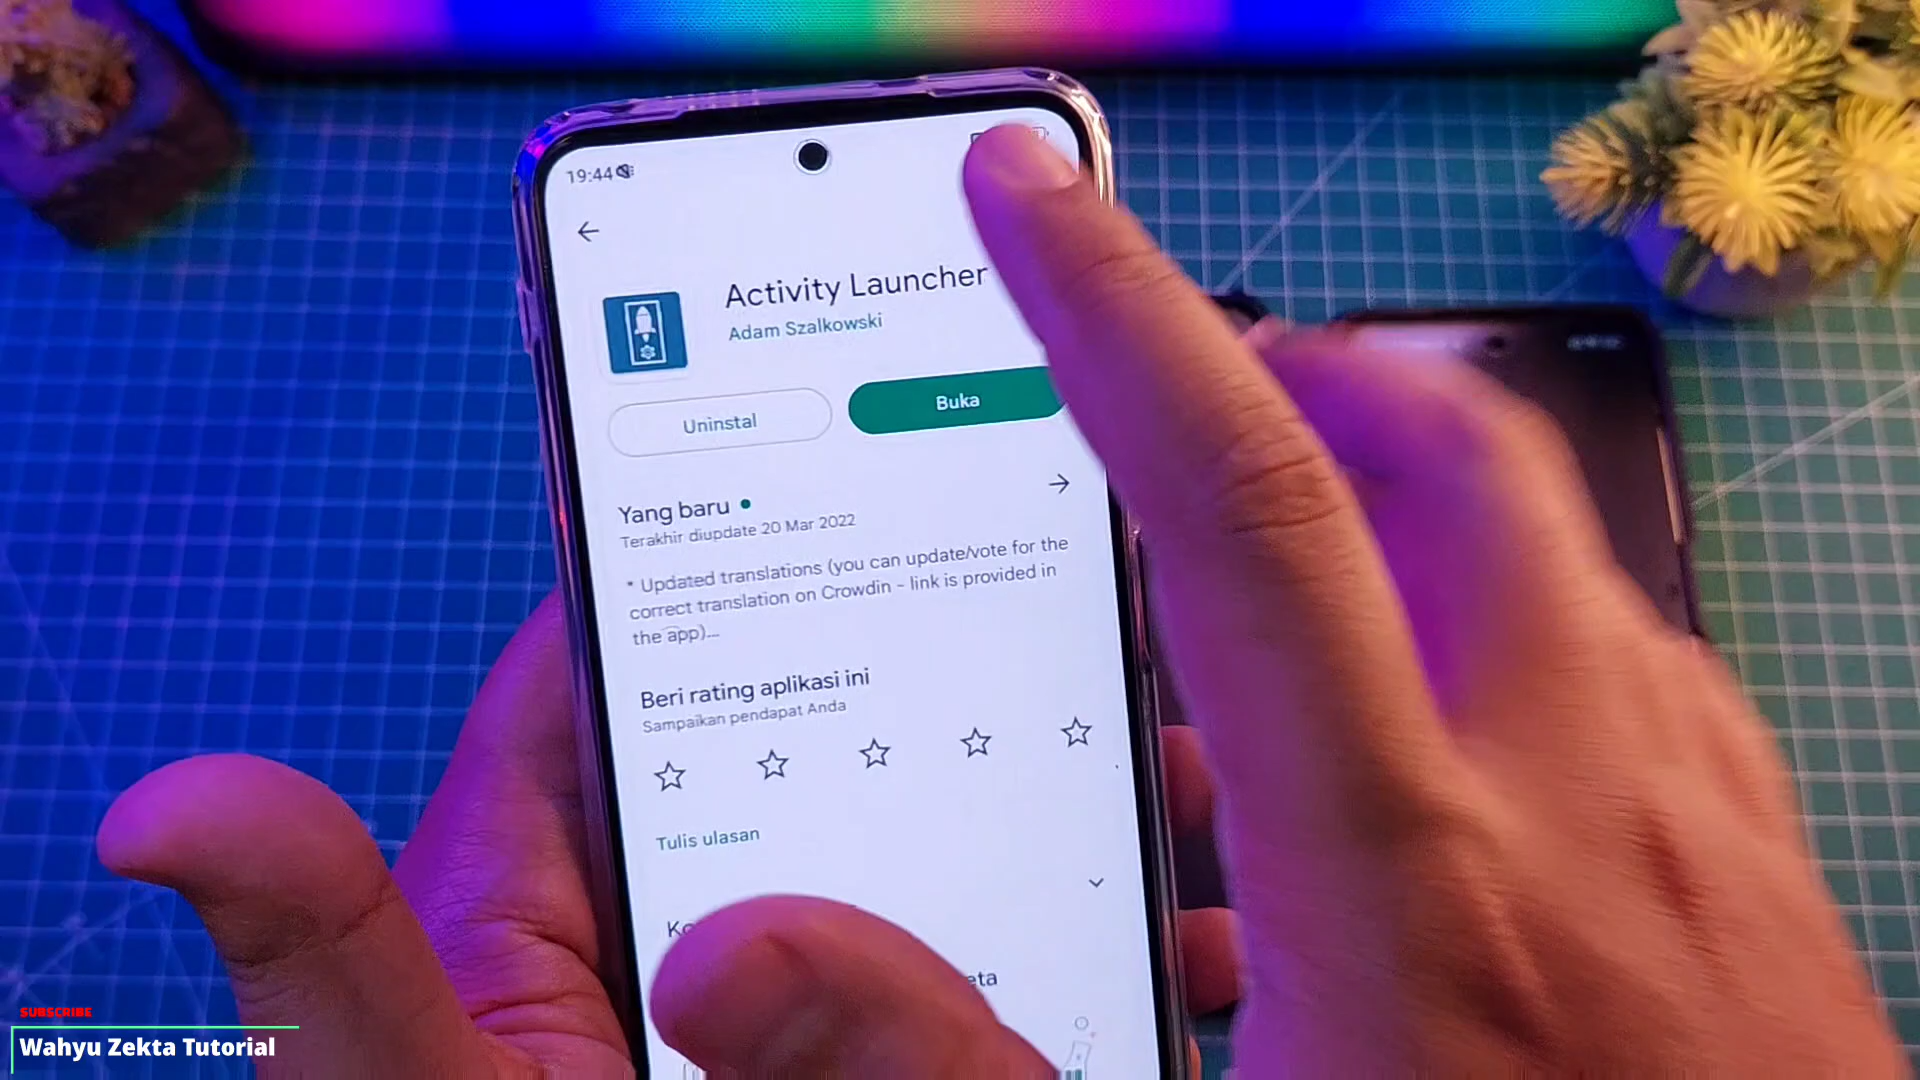 19:44
Activity Launcher
Adam Szalkowski
Uninstal
Buka
Yang baru
Terakhir diupdate 20 Mar 2022
* Updated translations (you can update/vote for the
correct translation on Crowdin - link is provided in
the app)...
Beri rating aplikasi ini
Sampaikan pendapat Anda
Tulis ulasan
SUBSCRIBE
Wahyu Zekta Tutorial